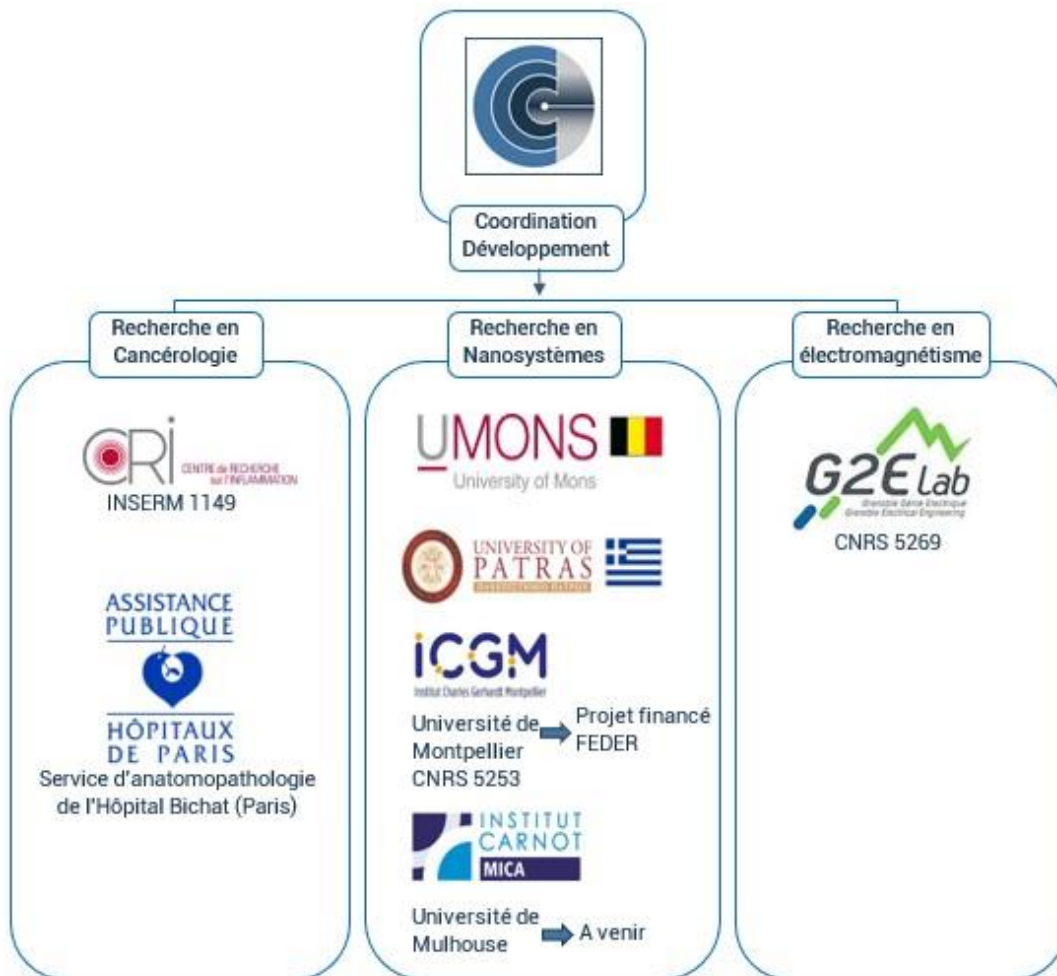 Coordination
Développement
Recherche en
Cancérologie
CRi
CENTRE de RECHERCHE
sur l'INFLAMMATION
INSERM 1149
ASSISTANCE
PUBLIQUE
HÔPITAUX
DE PARIS
Service d'anatomopathologie
de l'Hôpital Bichat (Paris)
Recherche en
Nanosystèmes
UMONS
University of Mons
UNIVERSITY OF
PATRAS
iCGM
Institut Charles Gerhardt Montpellier
Université de
Montpellier
CNRS 5253
Projet financé
FEDER
INSTITUT
CARNOT
MICA
Université de
Mulhouse
A venir
Recherche en
électromagnétisme
G2Elab
Grenoble Génie Electrique
Grenoble Electrical Engineering
CNRS 5269